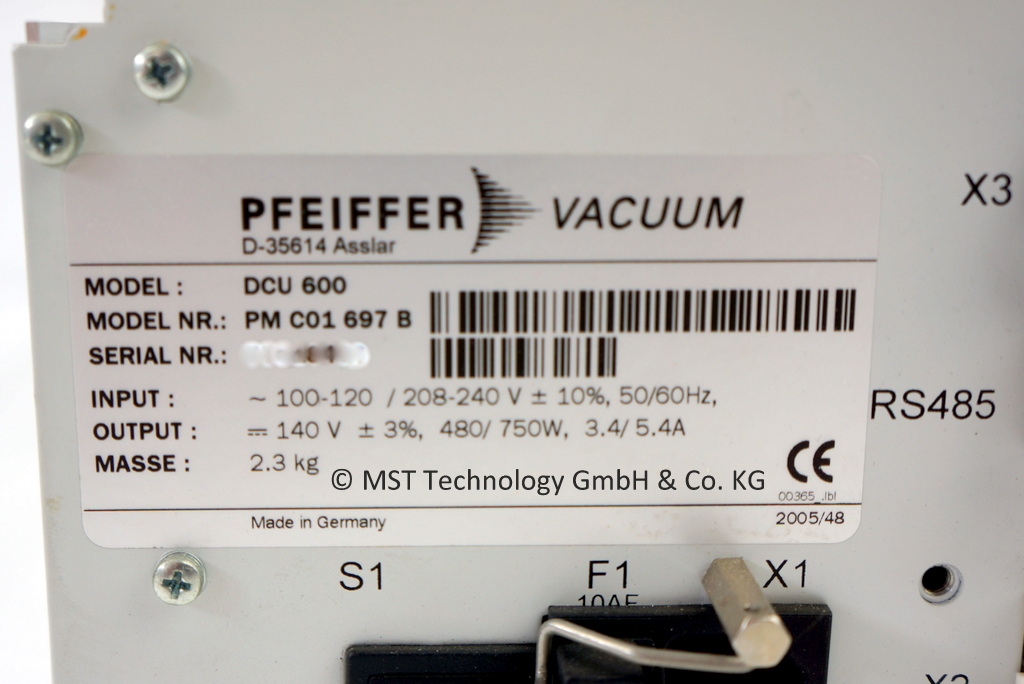 PFEIFFER VACUUM
D-35614 Asslar
X3
MODEL : DCU 600
MODEL NR.: PM C01 697 B
SERIAL NR.:
INPUT : ~ 100-120 / 208-240 V ± 10%, 50/60Hz,
RS485
OUTPUT : ⎓ 140 V ± 3%, 480/ 750W, 3.4/ 5.4A
MASSE : 2.3 kg
© MST Technology GmbH & Co. KG
CE
00365_.lbl
Made in Germany
2005/48
S1 F1 X1